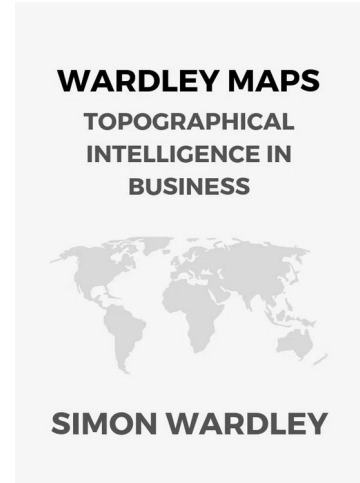 WARDLEY MAPS
TOPOGRAPHICAL
INTELLIGENCE IN
BUSINESS
SIMON WARDLEY